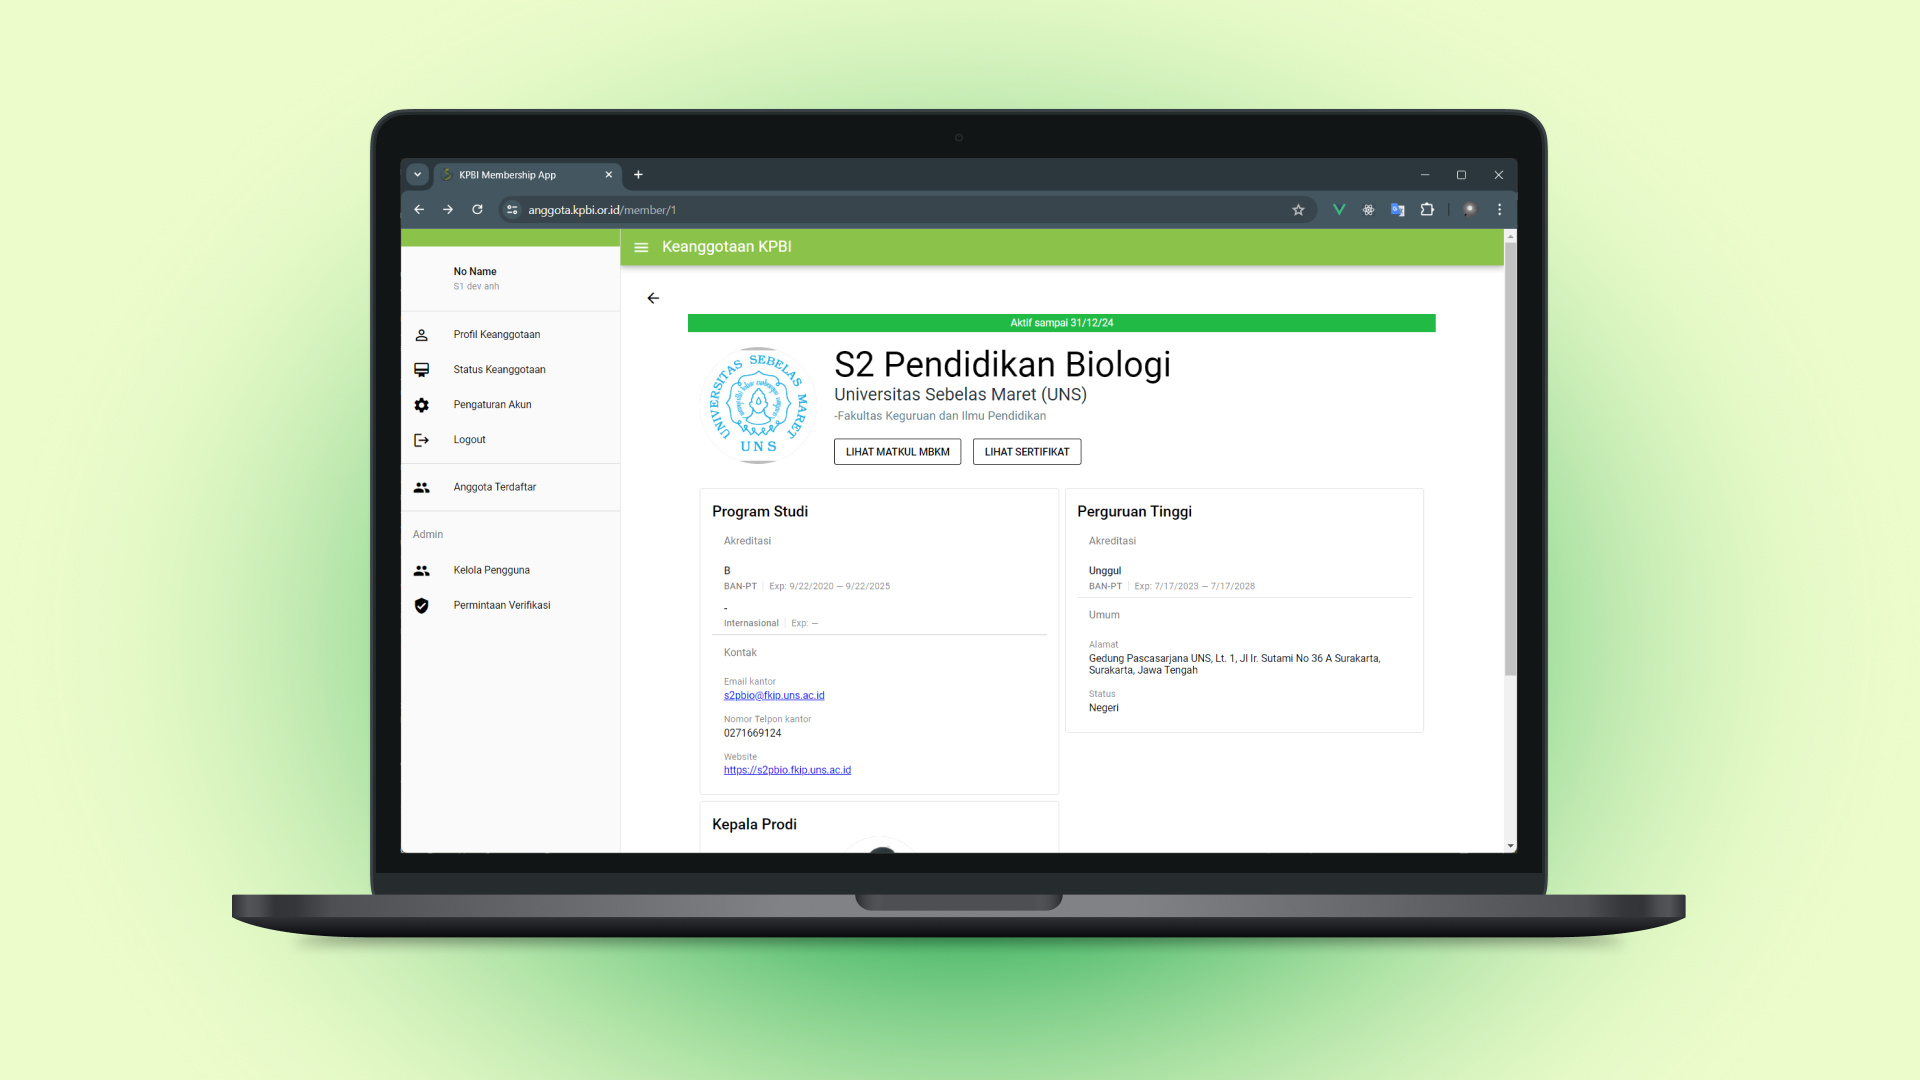 KPBI Membership App
anggota.kpbi.or.id/member/1
Keanggotaan KPBI
No Name
S1 dev anh
Profil Keanggotaan
Status Keanggotaan
Pengaturan Akun
Logout
Anggota Terdaftar
Admin
Kelola Pengguna
Permintaan Verifikasi
Aktif sampai 31/12/24
UNIVERSITAS SEBELAS MARET
UNS
S2 Pendidikan Biologi
Universitas Sebelas Maret (UNS)
-Fakultas Keguruan dan Ilmu Pendidikan
LIHAT MATKUL MBKM
LIHAT SERTIFIKAT
Program Studi
Akreditasi
B
BAN-PT | Exp: 9/22/2020 — 9/22/2025
-
Internasional | Exp: —
Kontak
Email kantor
s2pbio@fkip.uns.ac.id
Nomor Telpon kantor
0271669124
Website
https://s2pbio.fkip.uns.ac.id
Kepala Prodi
Perguruan Tinggi
Akreditasi
Unggul
BAN-PT | Exp: 7/17/2023 — 7/17/2028
Umum
Alamat
Gedung Pascasarjana UNS, Lt. 1, Jl Ir. Sutami No 36 A Surakarta,
Surakarta, Jawa Tengah
Status
Negeri